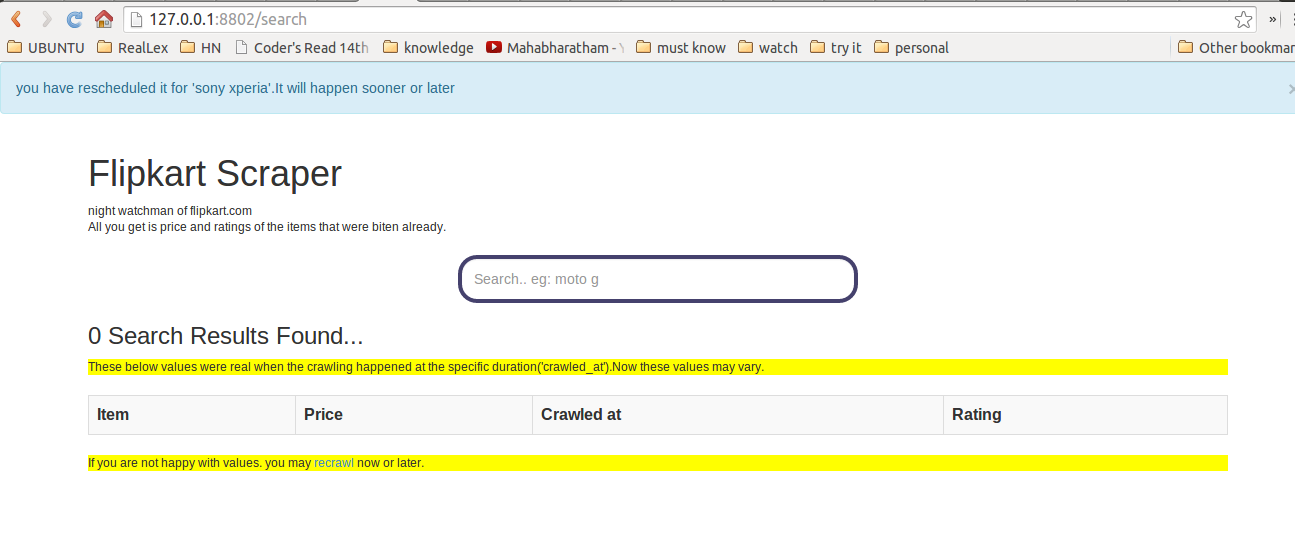 127.0.0.1:8802/search »
UBUNTU RealLex HN Coder's Read 14th knowledge Mahabharatham - must know watch try it personal Other bookmar
you have rescheduled it for 'sony xperia'.It will happen sooner or later ×
Flipkart Scraper
night watchman of flipkart.com
All you get is price and ratings of the items that were biten already.
Search.. eg: moto g
0 Search Results Found...
These below values were real when the crawling happened at the specific duration('crawled_at').Now these values may vary.
Item Price Crawled at Rating
If you are not happy with values. you may recrawl now or later.